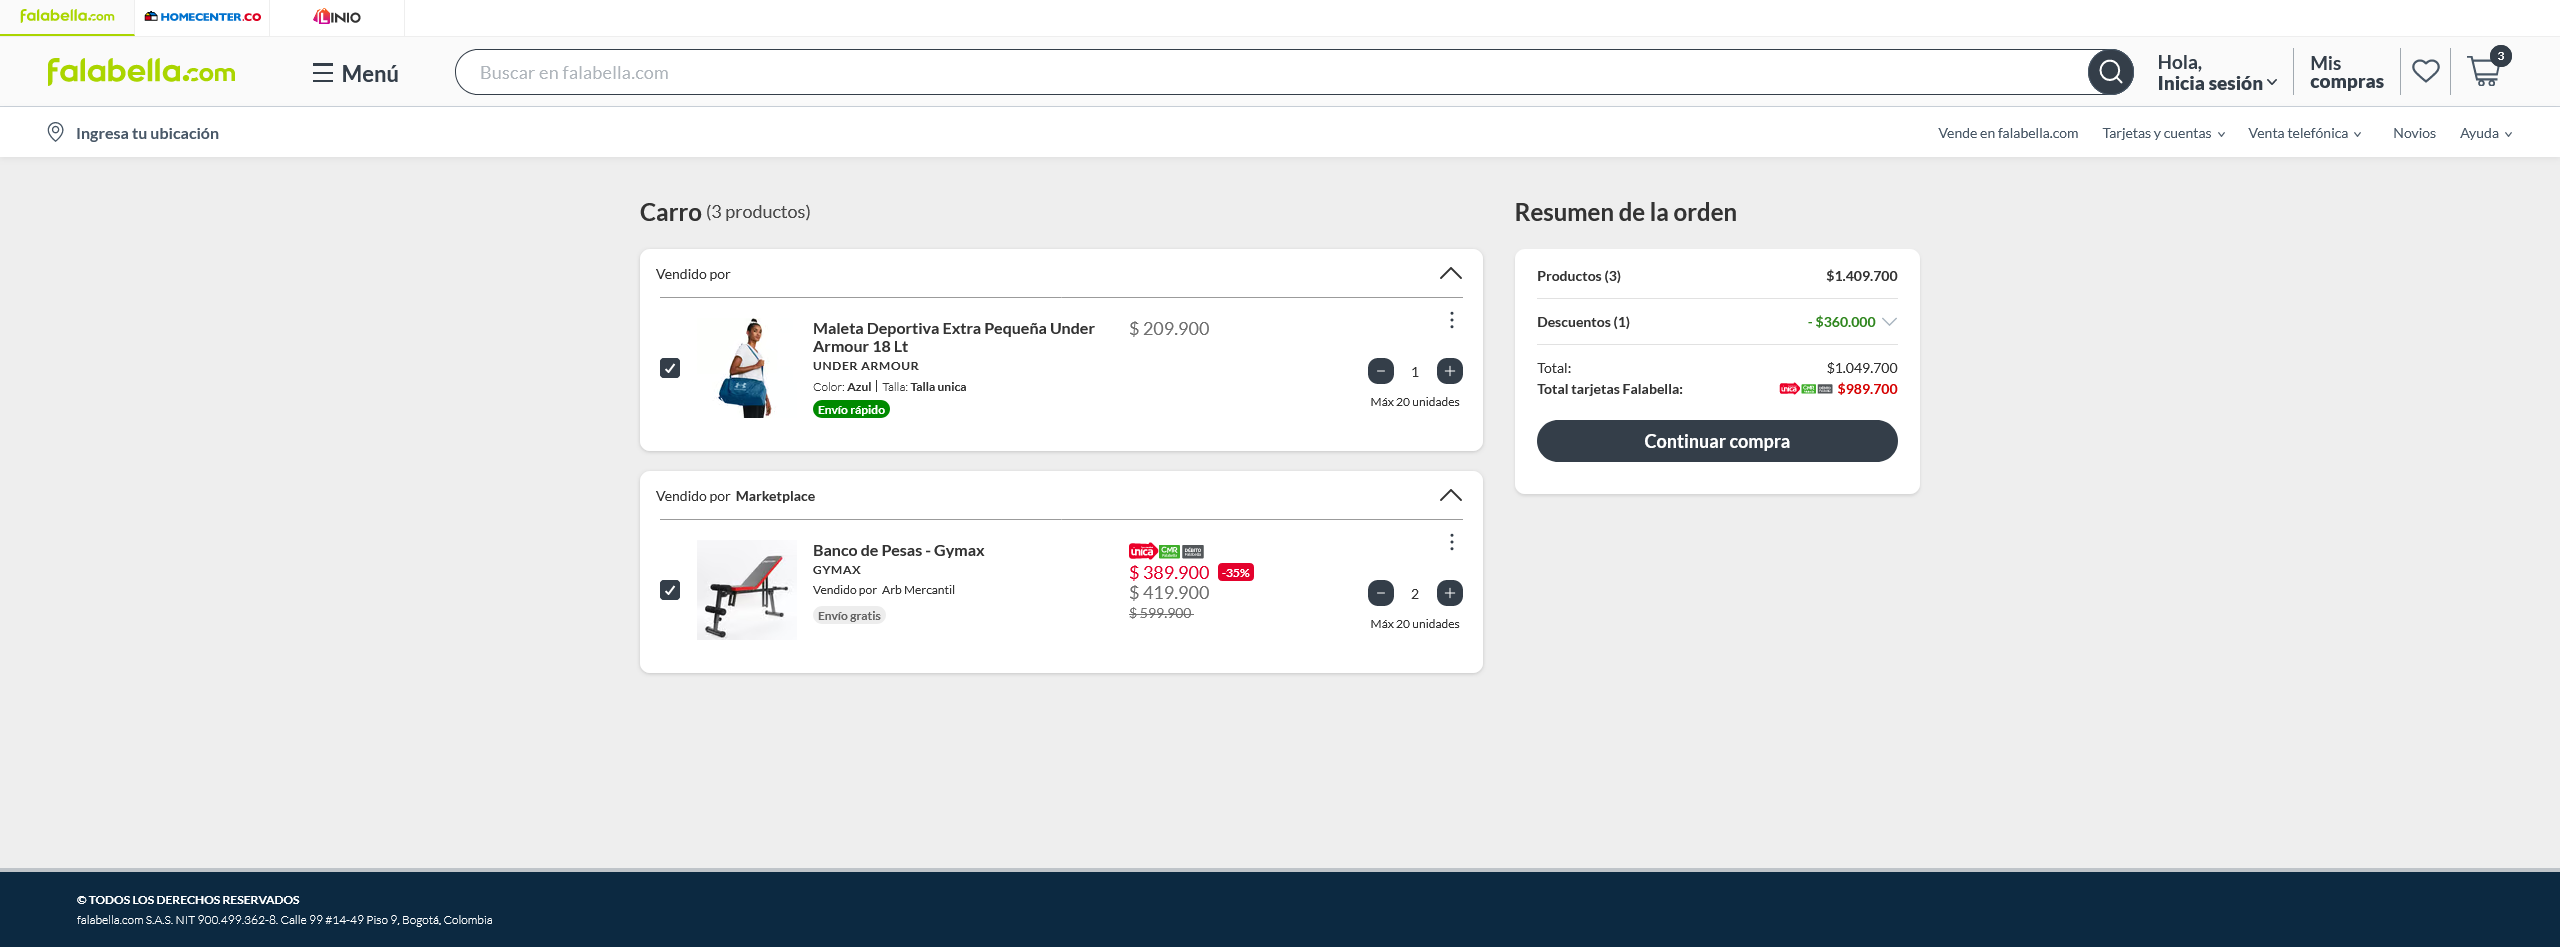 falabella.com
HOMECENTER.CO
LINIO
falabella.com
Menú
Buscar en falabella.com
Hola,
Inicia sesión
Mis
compras
3
Ingresa tu ubicación
Vende en falabella.com
Tarjetas y cuentas
Venta telefónica
Novios
Ayuda
Carro (3 productos)
Vendido por
Maleta Deportiva Extra Pequeña Under
Armour 18 Lt
UNDER ARMOUR
Color: Azul | Talla: Talla unica
Envío rápido
$ 209.900
1
Máx 20 unidades
Vendido por Marketplace
Banco de Pesas - Gymax
GYMAX
Vendido por Arb Mercantil
Envío gratis
unica CMR DÉBITO
$ 389.900 -35%
$ 419.900
$ 599.900
2
Máx 20 unidades
Resumen de la orden
Productos (3) $1.409.700
Descuentos (1) - $360.000
Total: $1.049.700
Total tarjetas Falabella: unica CMR $989.700
Continuar compra
© TODOS LOS DERECHOS RESERVADOS
falabella.com S.A.S. NIT 900.499.362-8. Calle 99 #14-49 Piso 9, Bogotá, Colombia